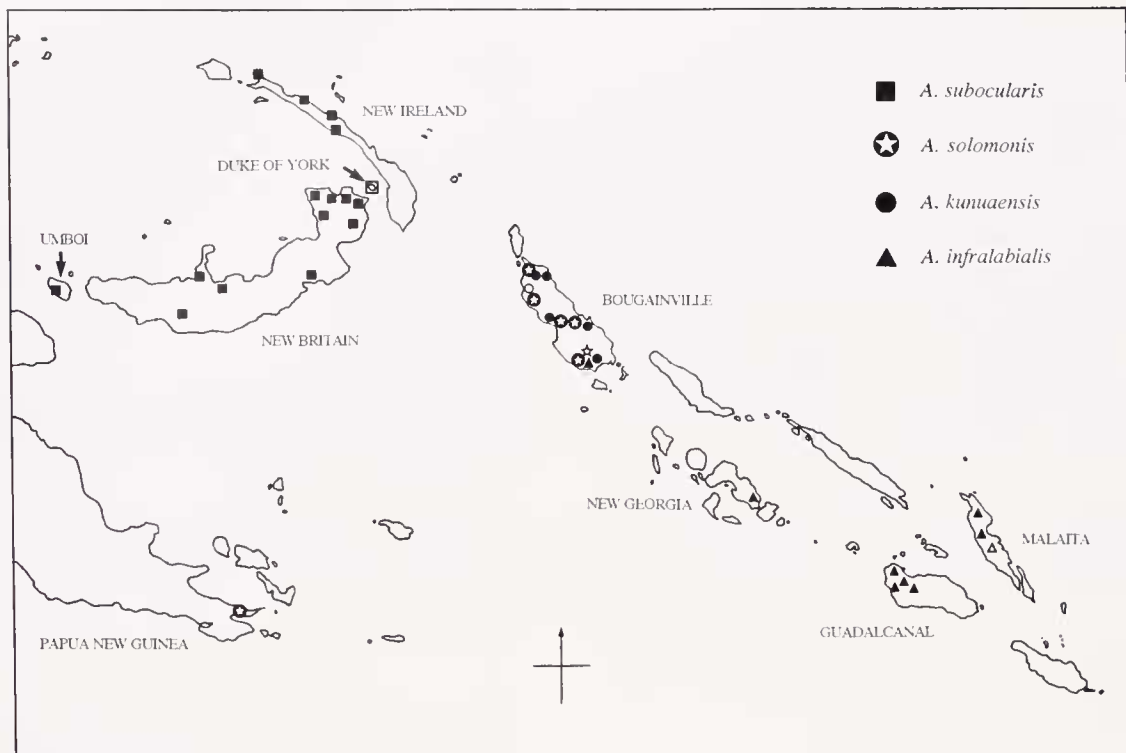 NEW IRELAND
DUKE OF YORK
UMBOI
NEW BRITAIN
BOUGAINVILLE
NEW GEORGIA
MALAITA
GUADALCANAL
PAPUA NEW GUINEA
A. subocularis
A. solomonis
A. kunuaensis
A. infralabialis